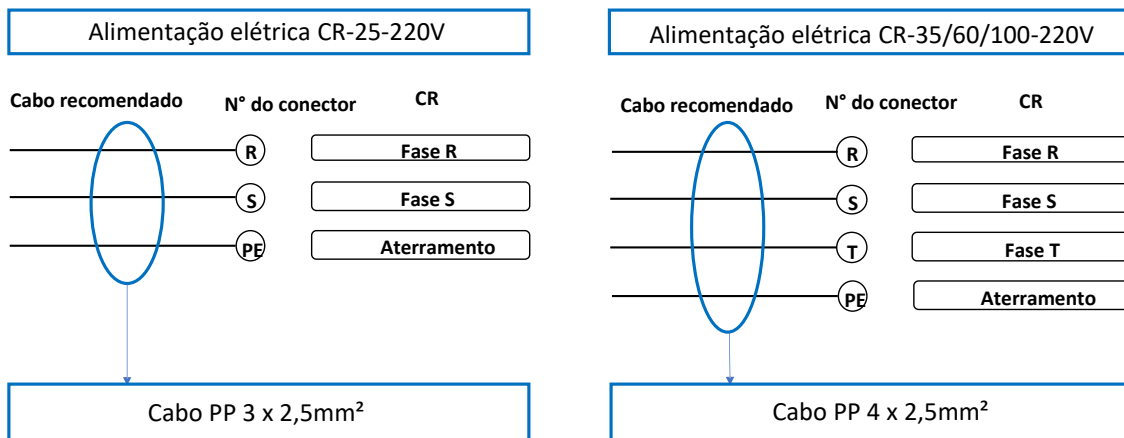 Alimentação elétrica CR-25-220V
Cabo recomendado N° do conector CR
R Fase R
S Fase S
PE Aterramento
Cabo PP 3 x 2,5mm²
Alimentação elétrica CR-35/60/100-220V
Cabo recomendado N° do conector CR
R Fase R
S Fase S
T Fase T
PE Aterramento
Cabo PP 4 x 2,5mm²